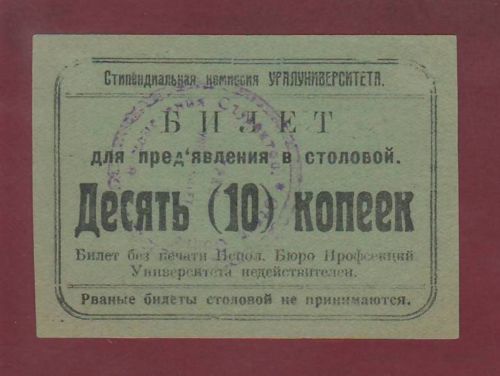 Стипендиальная комиссия УРАЛУНИВЕРСИТЕТА.
БИЛЕТ
для пред'явления в столовой.
Десять (10) копеек
Билет без печати Испол. Бюро Профсекций
Университета недействителен.
Рваные билеты столовой не принимаются.